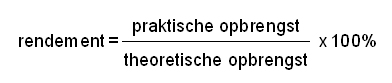 praktische opbrengst
rendement = x 100%
theoretische opbrengst